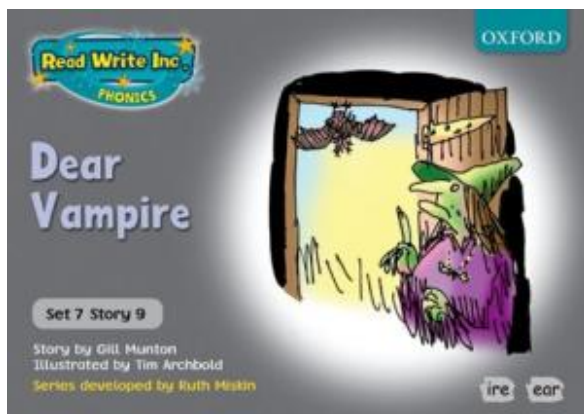 OXFORD
Read Write Inc.
PHONICS
Dear
Vampire
Set 7 Story 9
Story by Gill Munton
Illustrated by Tim Archbold
Series developed by Ruth Miskin
ire ear